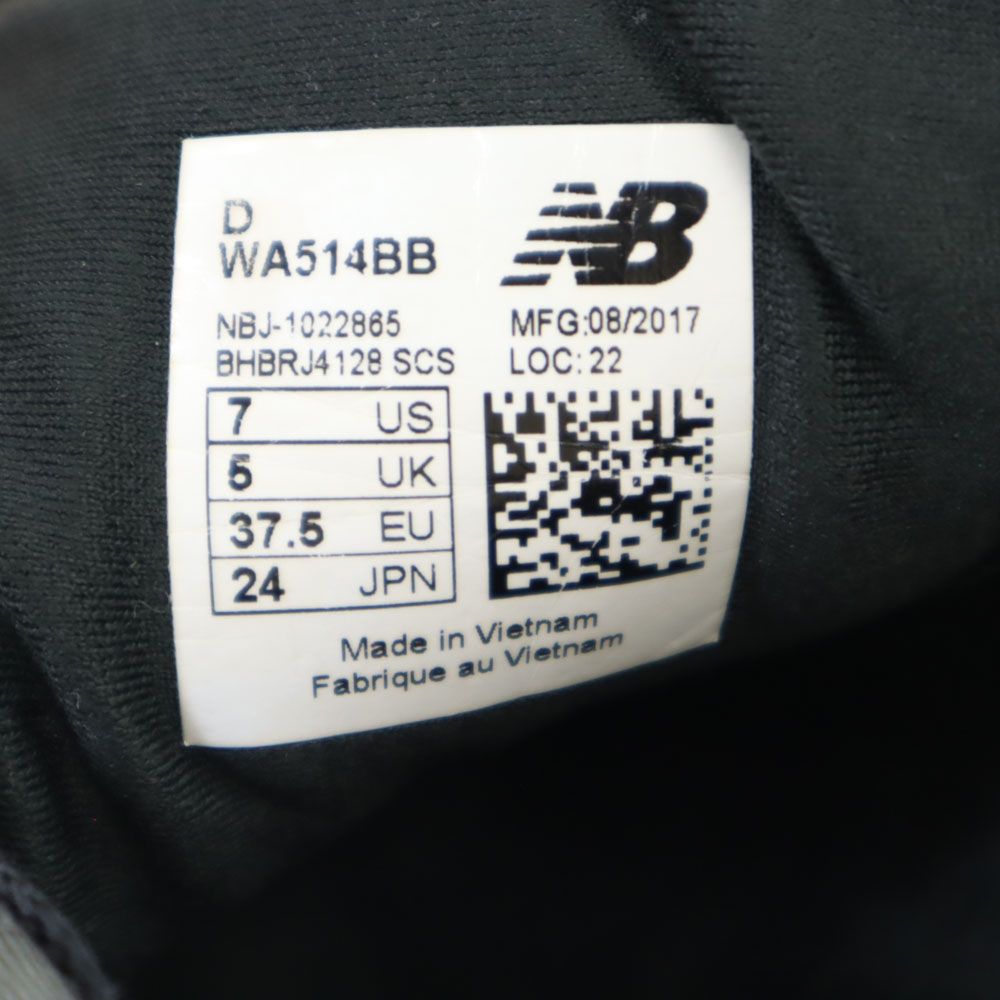 D
WA514BB
NB
NBJ-1022865
BHBRJ4128 SCS
MFG:08/2017
LOC: 22
7 US
5 UK
37.5 EU
24 JPN
Made in Vietnam
Fabrique au Vietnam